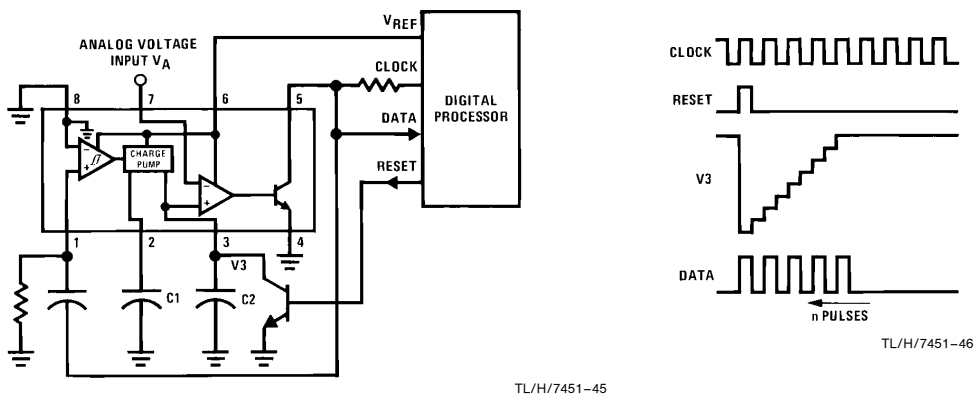 ANALOG VOLTAGE
INPUT VA
VREF
CLOCK
DATA
RESET
DIGITAL
PROCESSOR
8
7
6
5
CHARGE
PUMP
−
+
−
+
1
2
3
4
V3
C1
C2
TL/H/7451–45
CLOCK
RESET
V3
DATA
n PULSES
TL/H/7451–46